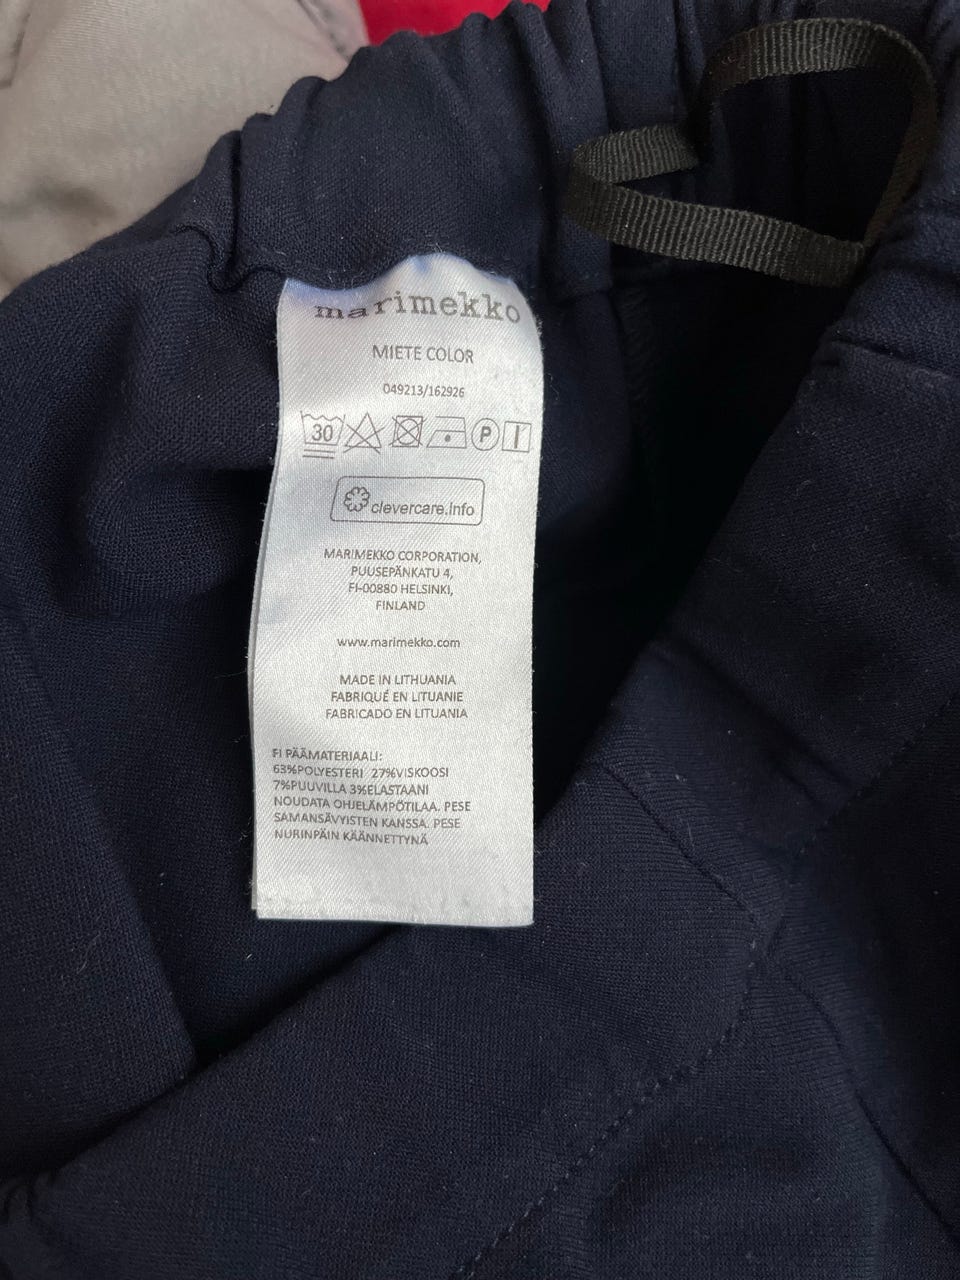 marimekko
MIETE COLOR
049213/162926
30 P
clevercare.info
MARIMEKKO CORPORATION,
PUUSEPÄNKATU 4,
FI-00880 HELSINKI,
FINLAND
www.marimekko.com
MADE IN LITHUANIA
FABRIQUÉ EN LITUANIE
FABRICADO EN LITUANIA
FI PÄÄMATERIAALI:
63%POLYESTERI 27%VISKOOSI
7%PUUVILLA 3%ELASTAANI
NOUDATA OHJELÄMPÖTILAA. PESE
SAMANSÄVYISTEN KANSSA. PESE
NURINPÄIN KÄÄNNETTYNÄ